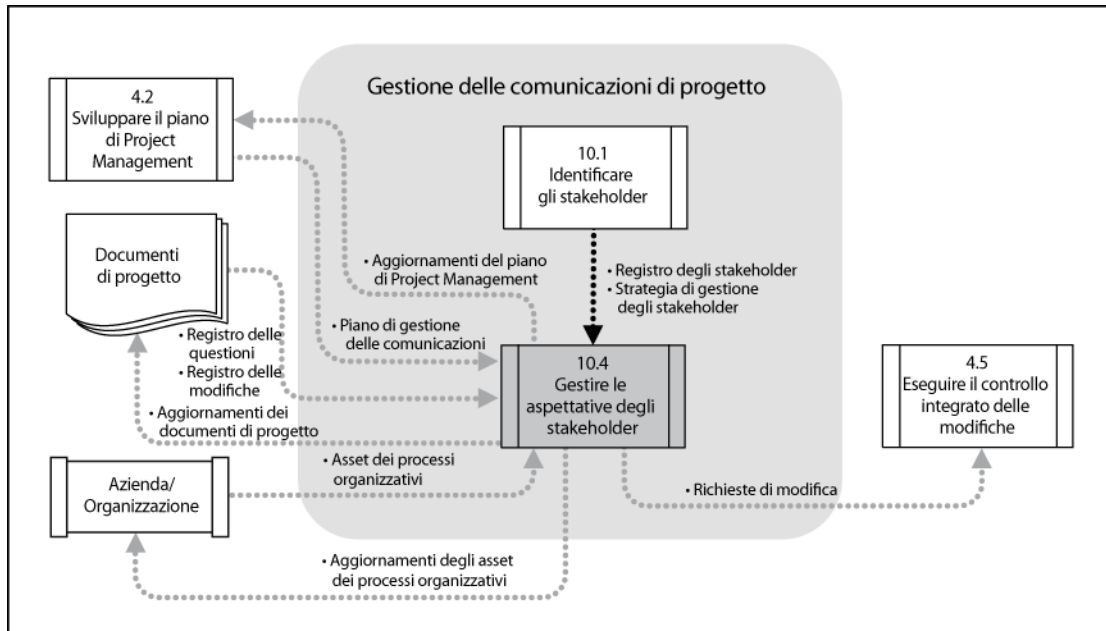 Gestione delle comunicazioni di progetto
4.2
Sviluppare il piano
di Project
Management
10.1
Identificare
gli stakeholder
Documenti
di progetto
• Aggiornamenti del piano
di Project Management
• Registro degli stakeholder
• Strategia di gestione
degli stakeholder
• Piano di gestione
delle comunicazioni
• Registro delle
questioni
• Registro delle
modifiche
10.4
Gestire le
aspettative degli
stakeholder
4.5
Eseguire il controllo
integrato delle
modifiche
• Aggiornamenti dei
documenti di progetto
• Asset dei processi
organizzativi
Azienda/
Organizzazione
• Richieste di modifica
• Aggiornamenti degli asset
dei processi organizzativi